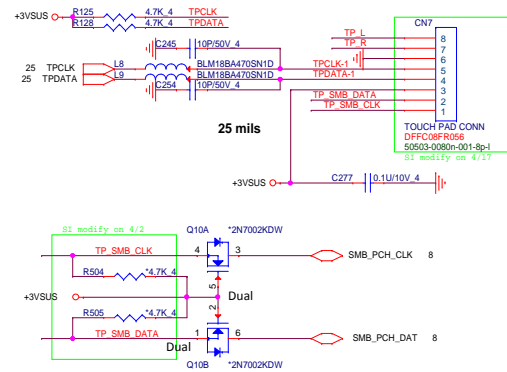 R125 4.7K_4 TPCLK
+3VSUS
R128 4.7K_4 TPDATA
CN7
C245 10P/50V_4
TP_L 8
TP_R 7
6
25 TPCLK L8 BLM18BA470SN1D TPCLK-1 5
25 TPDATA L9 BLM18BA470SN1D TPDATA-1 4
C254 10P/50V_4
3
TP_SMB_DATA 2
TP_SMB_CLK 1
25 mils
TOUCH PAD CONN
DFFC08FR056
50503-0080n-001-8p-l
SI modify on 4/17
+3VSUS C277 0.1U/10V_4
SI modify on 4/2
Q10A *2N7002KDW
TP_SMB_CLK 4 3 SMB_PCH_CLK 8
R504 *4.7K_4
5
+3VSUS Dual
2
R505 *4.7K_4
TP_SMB_DATA 1 6 SMB_PCH_DAT 8
Dual
Q10B *2N7002KDW